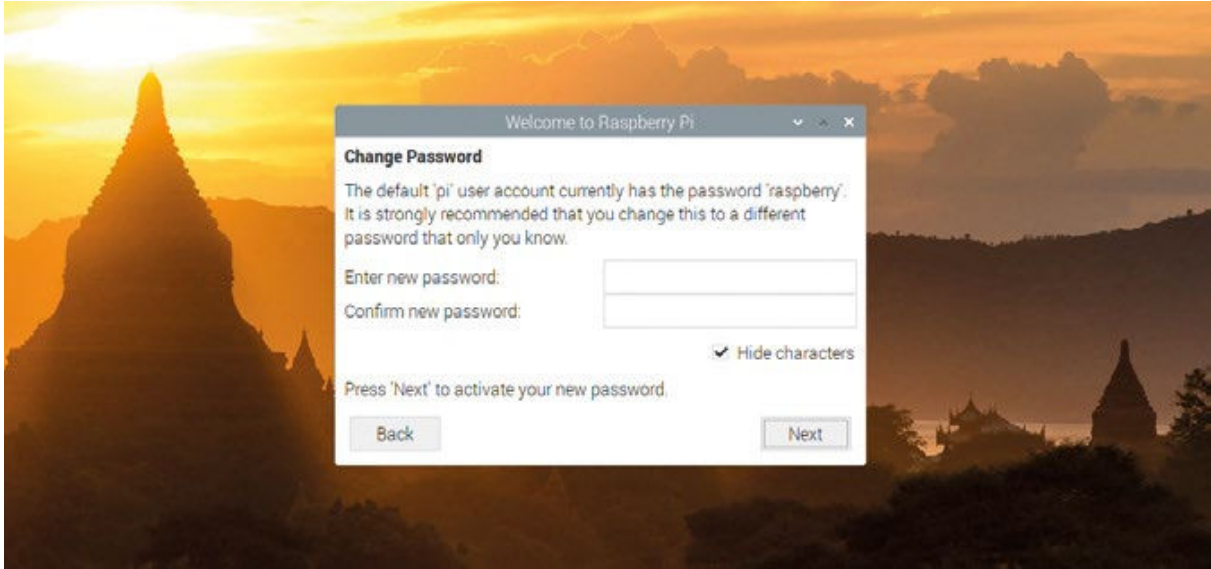 Welcome to Raspberry Pi
Change Password
The default 'pi' user account currently has the password 'raspberry'.
It is strongly recommended that you change this to a different
password that only you know.
Enter new password:
Confirm new password:
Hide characters
Press 'Next' to activate your new password.
Back
Next